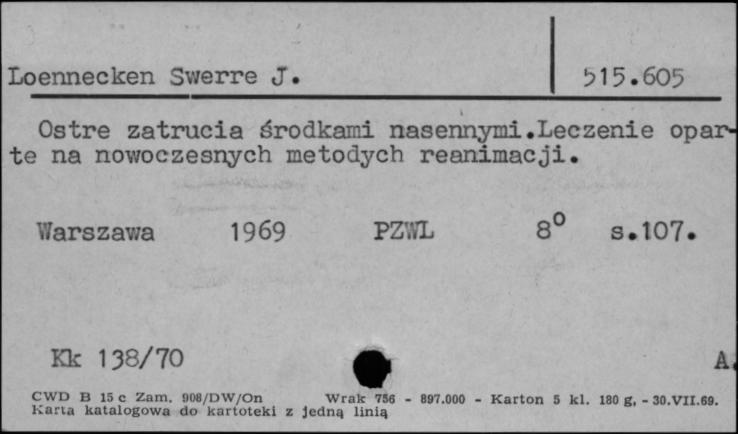 Loennecken Swerre J. 515.605
Ostre zatrucia środkami nasennymi.Leczenie opar-
te na nowoczesnych metodych reanimacji.
Warszawa 1969 PZWL 8⁰ s.107.
Kk 138/70 A.
CWD B 15 c Zam. 908/DW/On Wrak 756 - 897.000 - Karton 5 kl. 180 g, - 30.VII.69.
Karta katalogowa do kartoteki z jedną linią